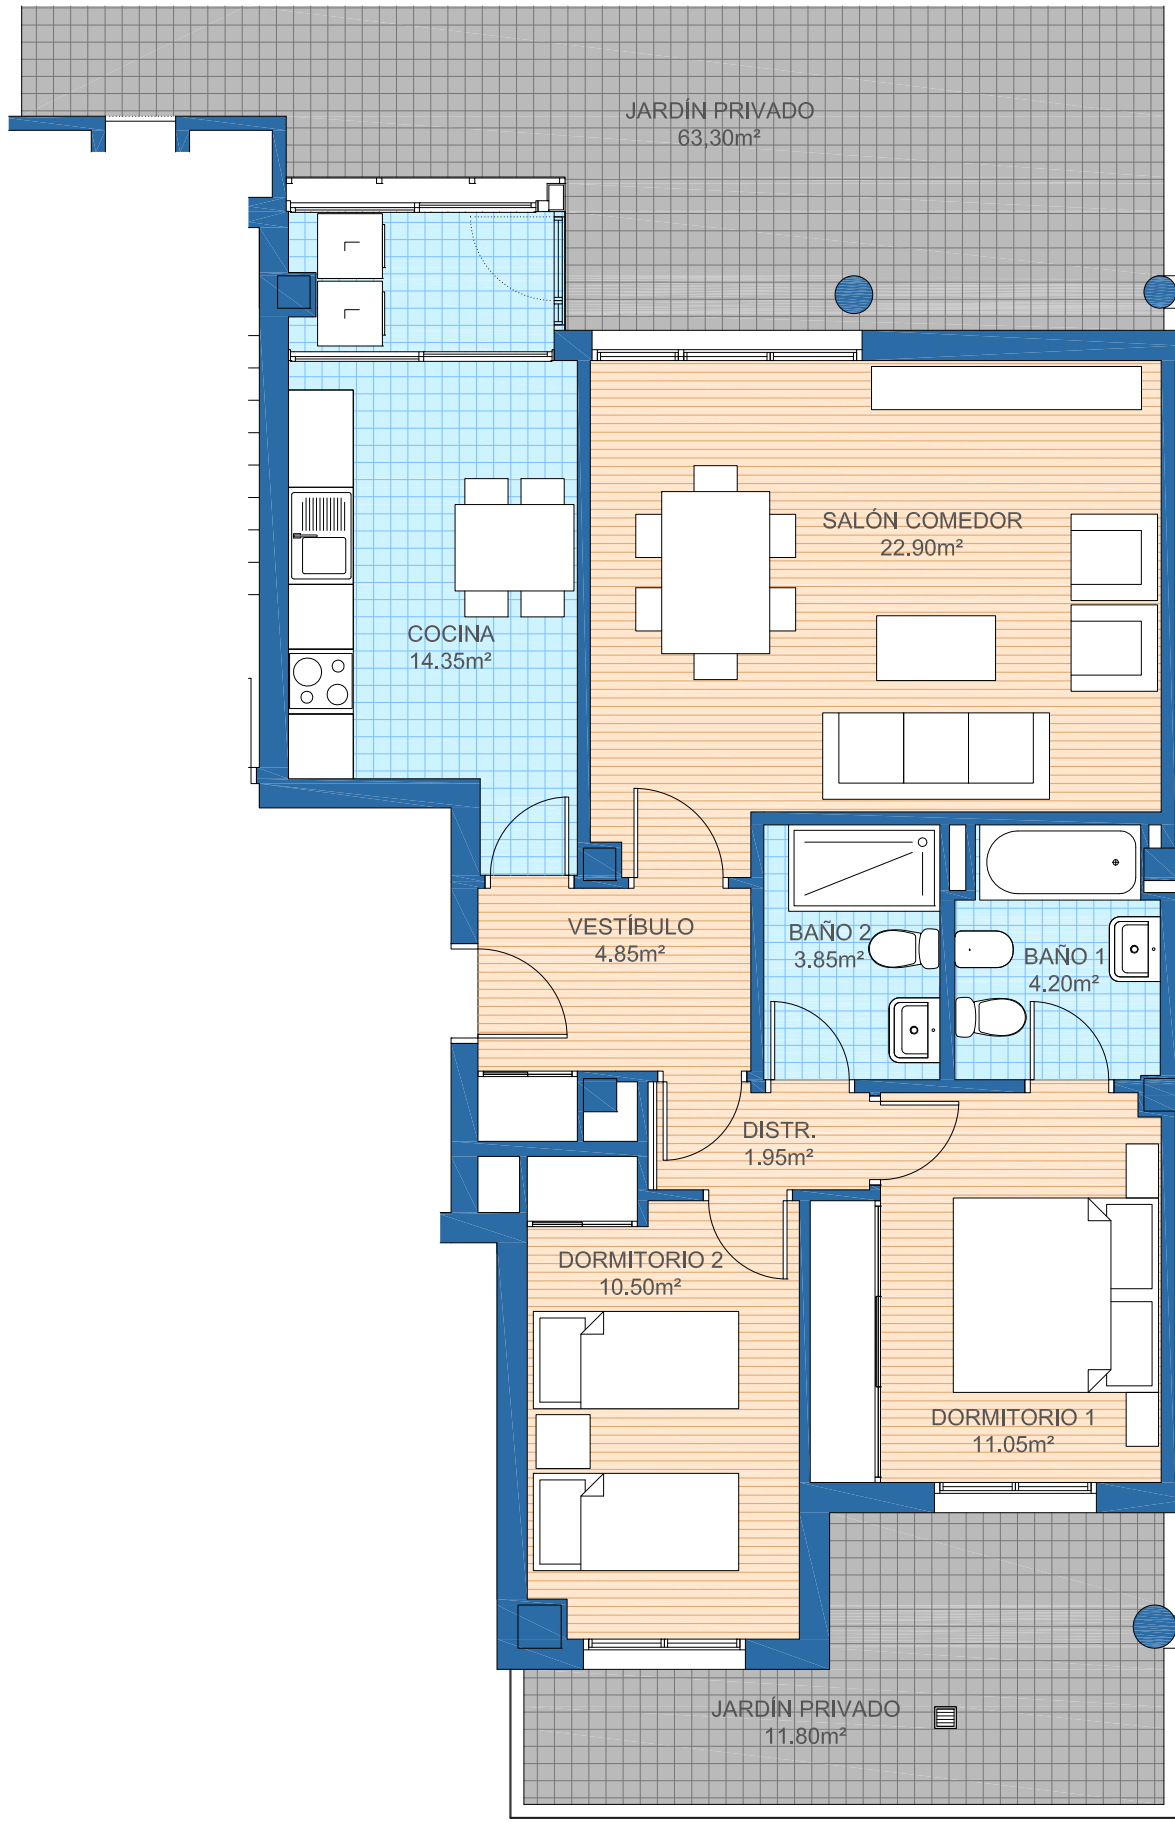 JARDÍN PRIVADO
63,30m²
SALÓN COMEDOR
22.90m²
COCINA
14.35m²
VESTÍBULO
4.85m²
BAÑO 2
3.85m²
BAÑO 1
4.20m²
DISTR.
1.95m²
DORMITORIO 2
10.50m²
DORMITORIO 1
11.05m²
JARDÍN PRIVADO
11.80m²